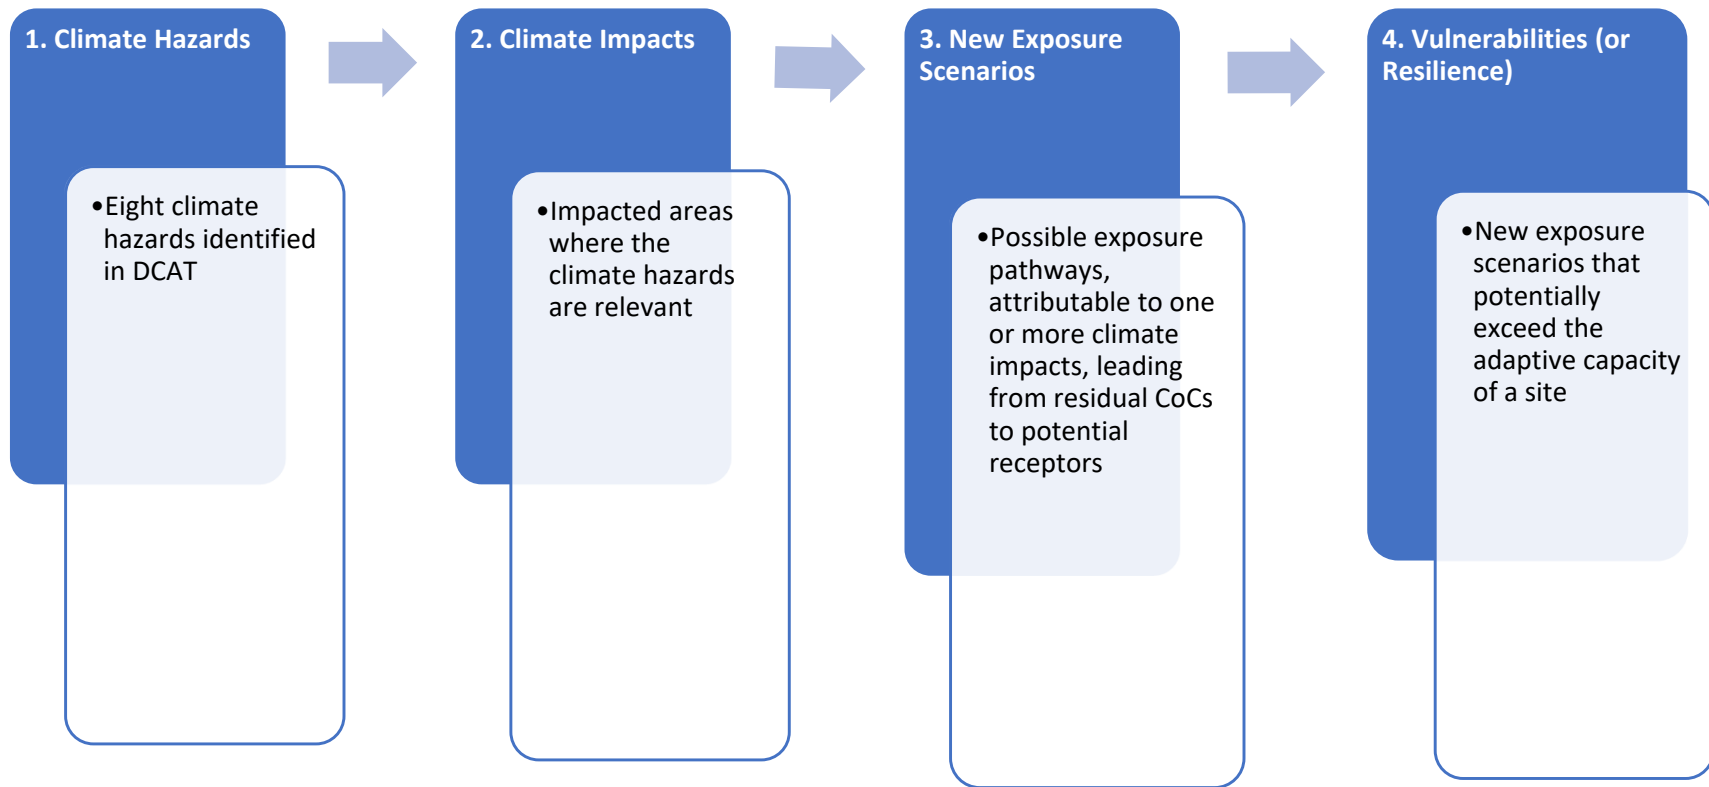 1. Climate Hazards
•Eight climate
hazards identified
in DCAT
2. Climate Impacts
•Impacted areas
where the
climate hazards
are relevant
3. New Exposure
Scenarios
•Possible exposure
pathways,
attributable to one
or more climate
impacts, leading
from residual CoCs
to potential
receptors
4. Vulnerabilities (or
Resilience)
•New exposure
scenarios that
potentially
exceed the
adaptive capacity
of a site